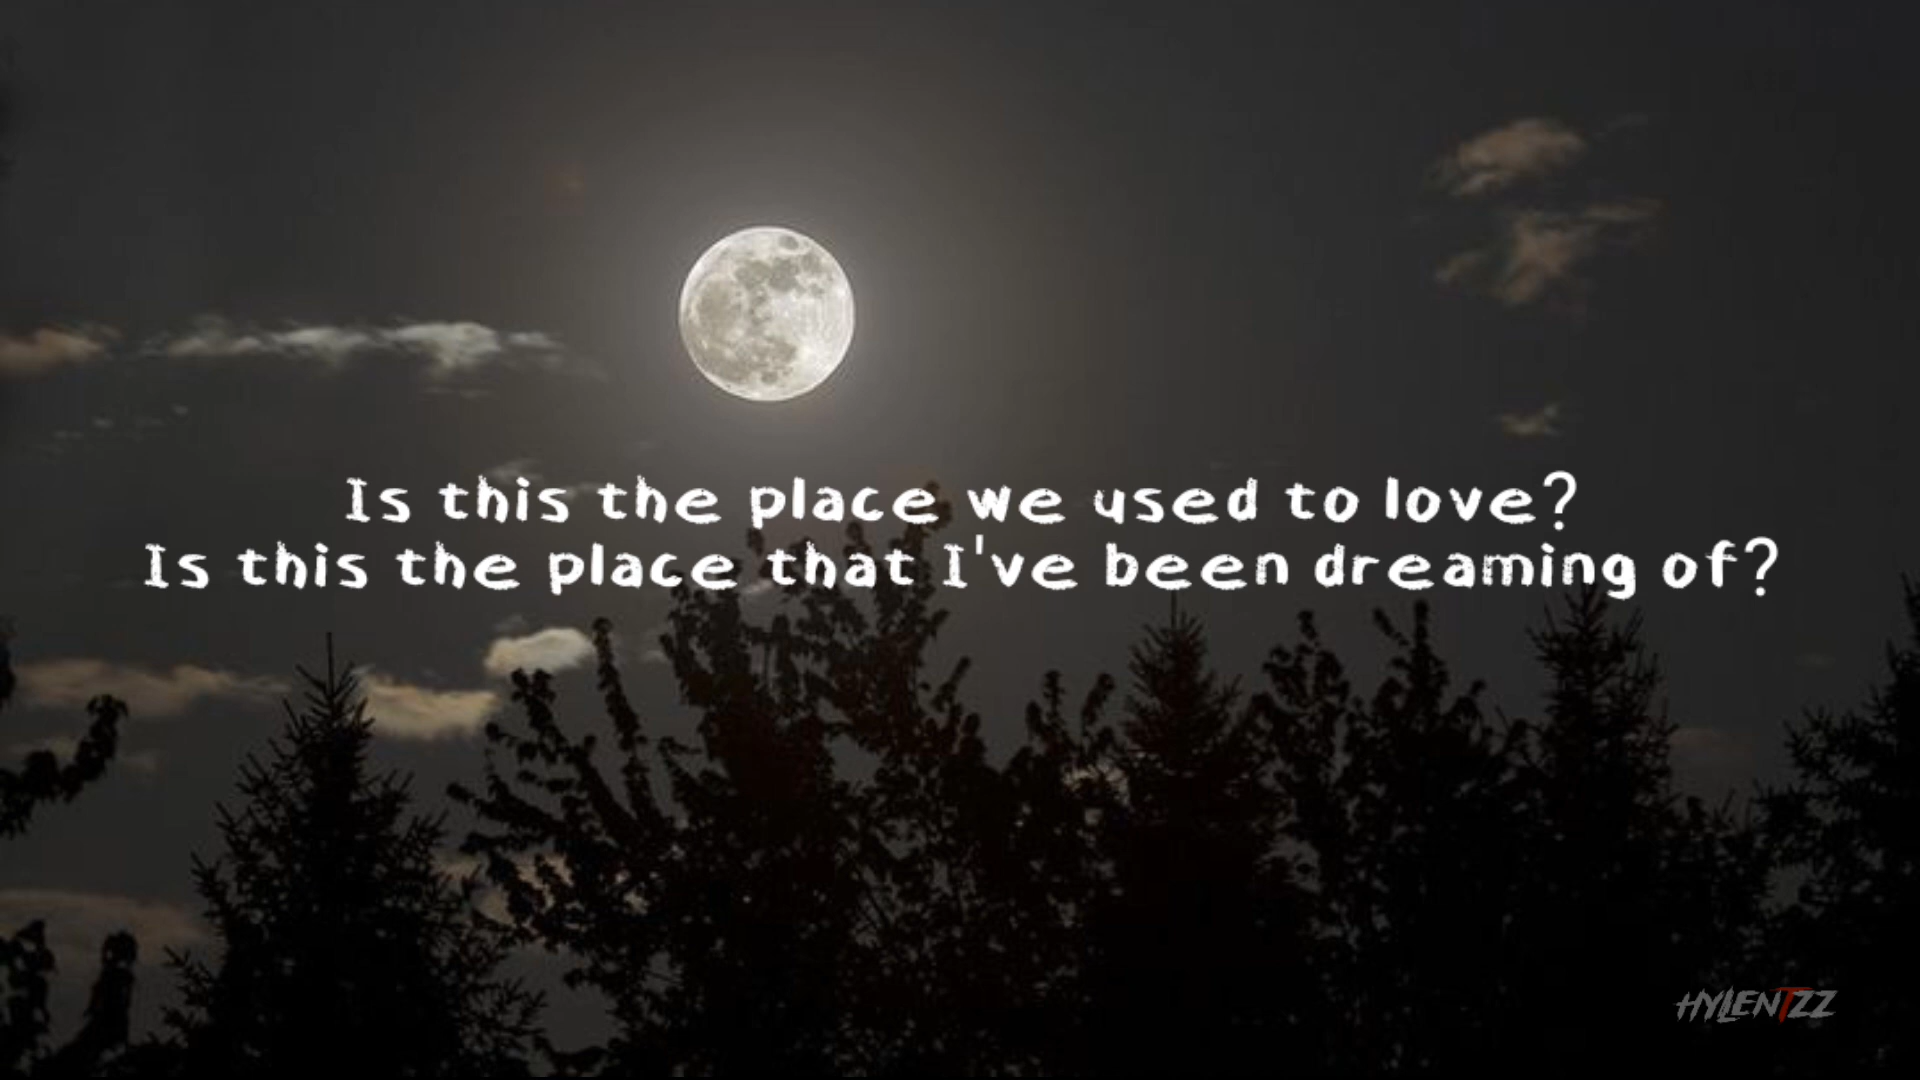 Is this the place we used to love?
Is this the place that I've been dreaming of?
HYLENTZZ